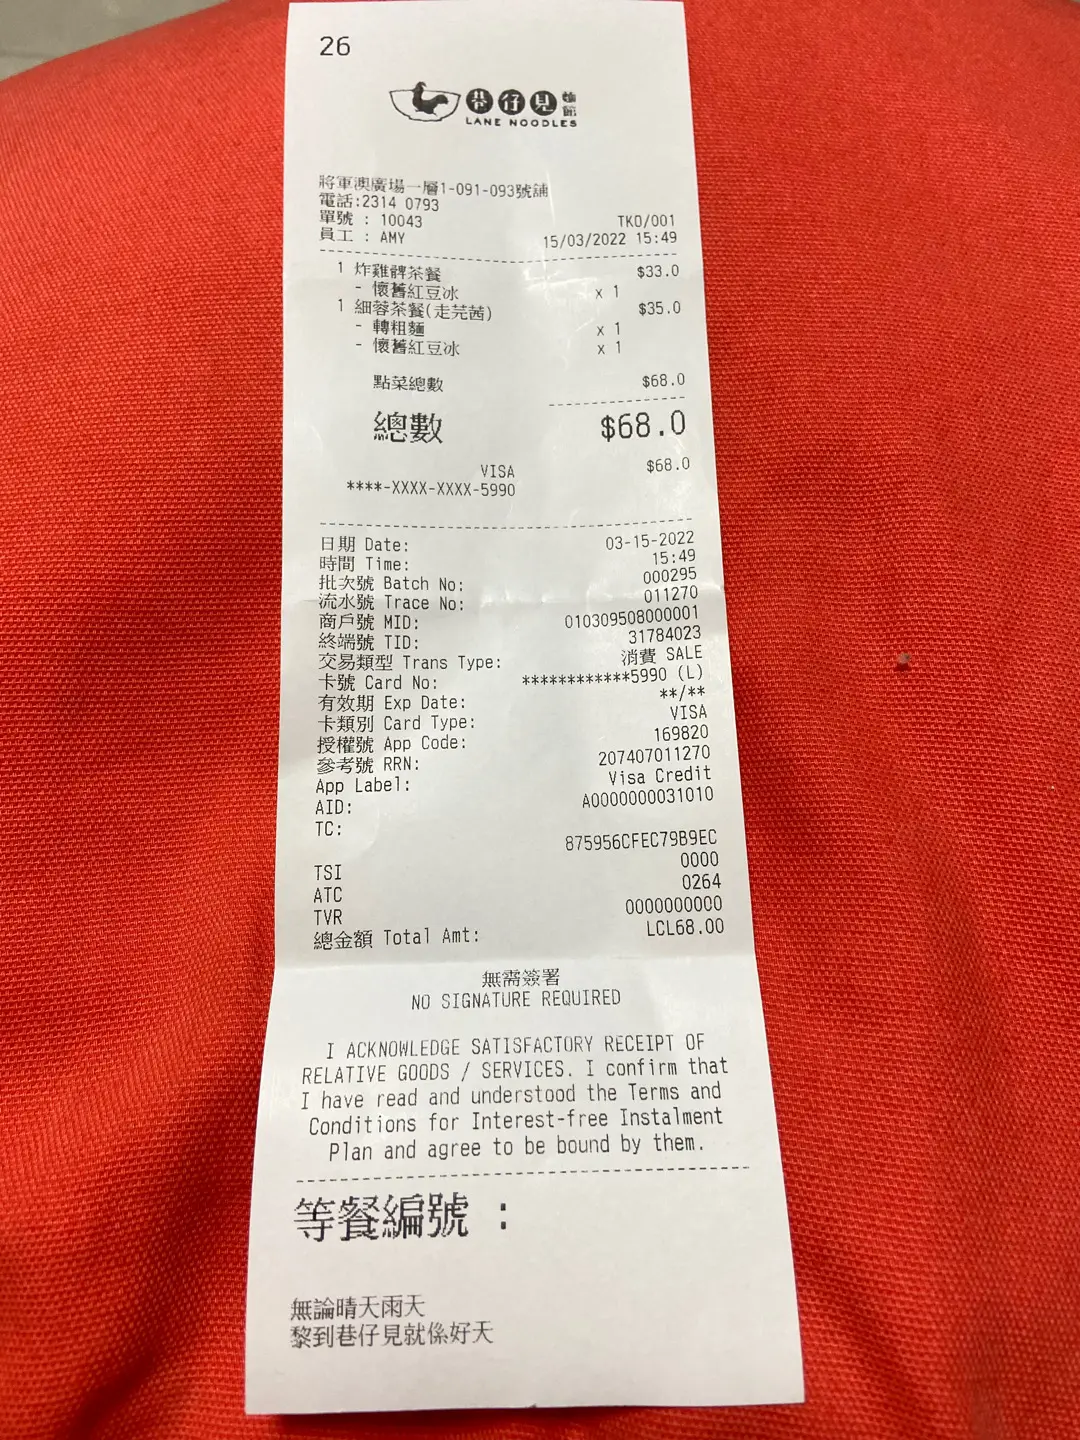 26
巷仔見 麵館
LANE NOODLES
將軍澳廣場一層1-091-093號舖
電話:2314 0793
單號 : 10043 TKO/001
員工 : AMY 15/03/2022 15:49
1 炸雞髀茶餐 $33.0
- 懷舊紅豆冰 x 1
1 細蓉茶餐(走芫茜) $35.0
- 轉粗麵 x 1
- 懷舊紅豆冰 x 1
點菜總數 $68.0
總數 $68.0
VISA $68.0
****-XXXX-XXXX-5990
日期 Date: 03-15-2022
時間 Time: 15:49
批次號 Batch No: 000295
流水號 Trace No: 011270
商戶號 MID: 010309508000001
終端號 TID: 31784023
交易類型 Trans Type: 消費 SALE
卡號 Card No: ************5990 (L)
有效期 Exp Date: **/**
卡類別 Card Type: VISA
授權號 App Code: 169820
參考號 RRN: 207407011270
App Label: Visa Credit
AID: A0000000031010
TC:
875956CFEC79B9EC
TSI 0000
ATC 0264
TVR 0000000000
總金額 Total Amt: LCL68.00
無需簽署
NO SIGNATURE REQUIRED
I ACKNOWLEDGE SATISFACTORY RECEIPT OF
RELATIVE GOODS / SERVICES. I confirm that
I have read and understood the Terms and
Conditions for Interest-free Instalment
Plan and agree to be bound by them.
等餐編號 :
無論晴天雨天
黎到巷仔見就係好天